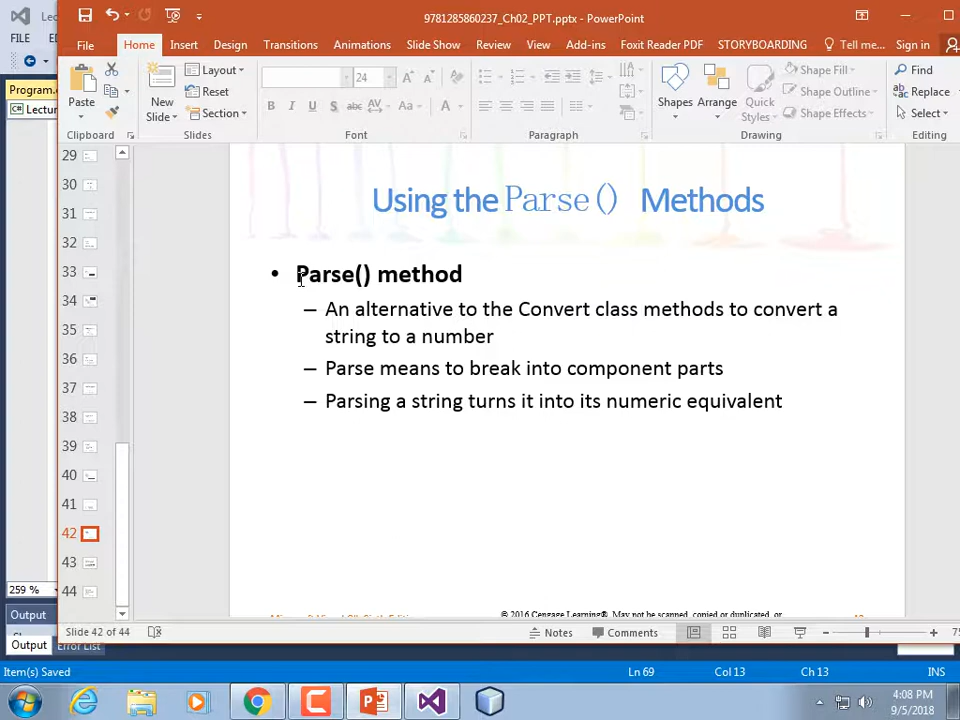 9781285860237_Ch02_PPT.pptx - PowerPoint
FILE
File Home Insert Design Transitions Animations Slide Show Review View Add-ins Foxit Reader PDF STORYBOARDING Tell me... Sign in
Paste
Clipboard
New Slide
Layout
Reset
Section
Slides
24
B I U S abc AV Aa A
Font
Paragraph
Shapes
Arrange
Quick Styles
Shape Fill
Shape Outline
Shape Effects
Drawing
Find
Replace
Select
Editing
Program.
Lectur
29
30
31
32
33
34
35
36
37
38
39
40
41
42
43
44
Using the Parse() Methods
• Parse() method
– An alternative to the Convert class methods to convert a
string to a number
– Parse means to break into component parts
– Parsing a string turns it into its numeric equivalent
© 2016 Cengage Learning®. May not be scanned, copied or duplicated, or
259 %
Output
Slide 42 of 44
Notes
Comments
Output Error List
Item(s) Saved
Ln 69
Col 13
Ch 13
INS
4:08 PM
9/5/2018